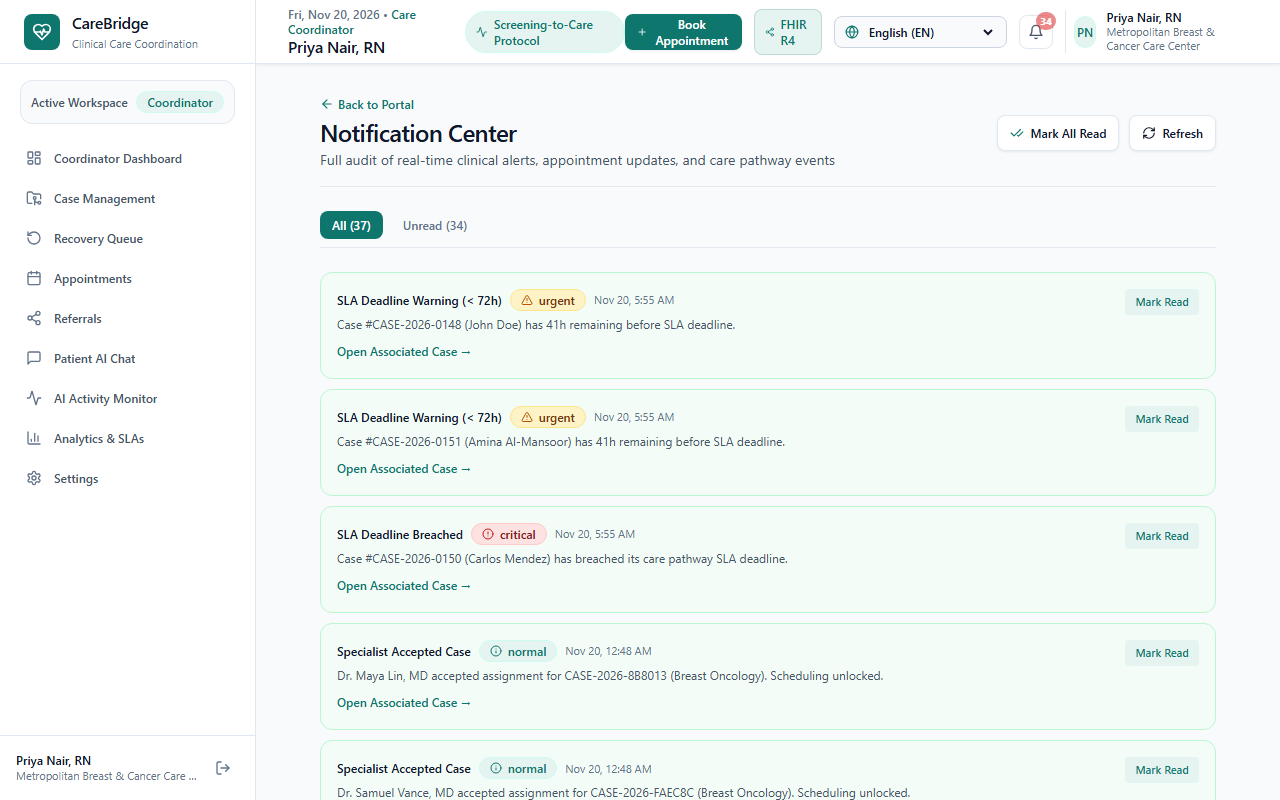 CareBridge
Clinical Care Coordination
Fri, Nov 20, 2026 • Care
Coordinator
Priya Nair, RN
Screening-to-Care
Protocol
+ Book
Appointment
FHIR
R4
English (EN)
34
PN
Priya Nair, RN
Metropolitan Breast &
Cancer Care Center
Active Workspace
Coordinator
Coordinator Dashboard
Case Management
Recovery Queue
Appointments
Referrals
Patient AI Chat
AI Activity Monitor
Analytics & SLAs
Settings
Priya Nair, RN
Metropolitan Breast & Cancer Care ...
← Back to Portal
Notification Center
Full audit of real-time clinical alerts, appointment updates, and care pathway events
Mark All Read
Refresh
All (37)
Unread (34)
SLA Deadline Warning (< 72h) urgent Nov 20, 5:55 AM
Mark Read
Case #CASE-2026-0148 (John Doe) has 41h remaining before SLA deadline.
Open Associated Case →
SLA Deadline Warning (< 72h) urgent Nov 20, 5:55 AM
Mark Read
Case #CASE-2026-0151 (Amina Al-Mansoor) has 41h remaining before SLA deadline.
Open Associated Case →
SLA Deadline Breached critical Nov 20, 5:55 AM
Mark Read
Case #CASE-2026-0150 (Carlos Mendez) has breached its care pathway SLA deadline.
Open Associated Case →
Specialist Accepted Case normal Nov 20, 12:48 AM
Mark Read
Dr. Maya Lin, MD accepted assignment for CASE-2026-8B8013 (Breast Oncology). Scheduling unlocked.
Open Associated Case →
Specialist Accepted Case normal Nov 20, 12:48 AM
Mark Read
Dr. Samuel Vance, MD accepted assignment for CASE-2026-FAEC8C (Breast Oncology). Scheduling unlocked.